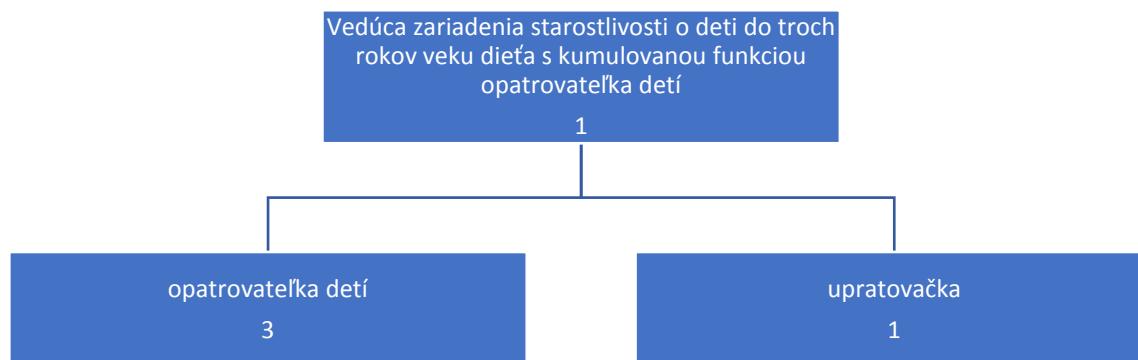 Vedúca zariadenia starostlivosti o deti do troch
rokov veku dieťa s kumulovanou funkciou
opatrovateľka detí
1
opatrovateľka detí
3
upratovačka
1